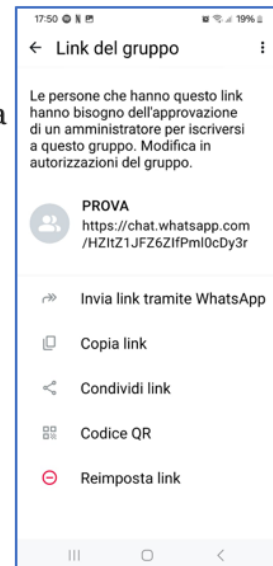 17:50
19%
← Link del gruppo
Le persone che hanno questo link
hanno bisogno dell'approvazione
di un amministratore per iscriversi
a questo gruppo. Modifica in
autorizzazioni del gruppo.
a
PROVA
https://chat.whatsapp.com
/HZItZ1JFZ6ZIfPml0cDy3r
Invia link tramite WhatsApp
Copia link
Condividi link
Codice QR
Reimposta link